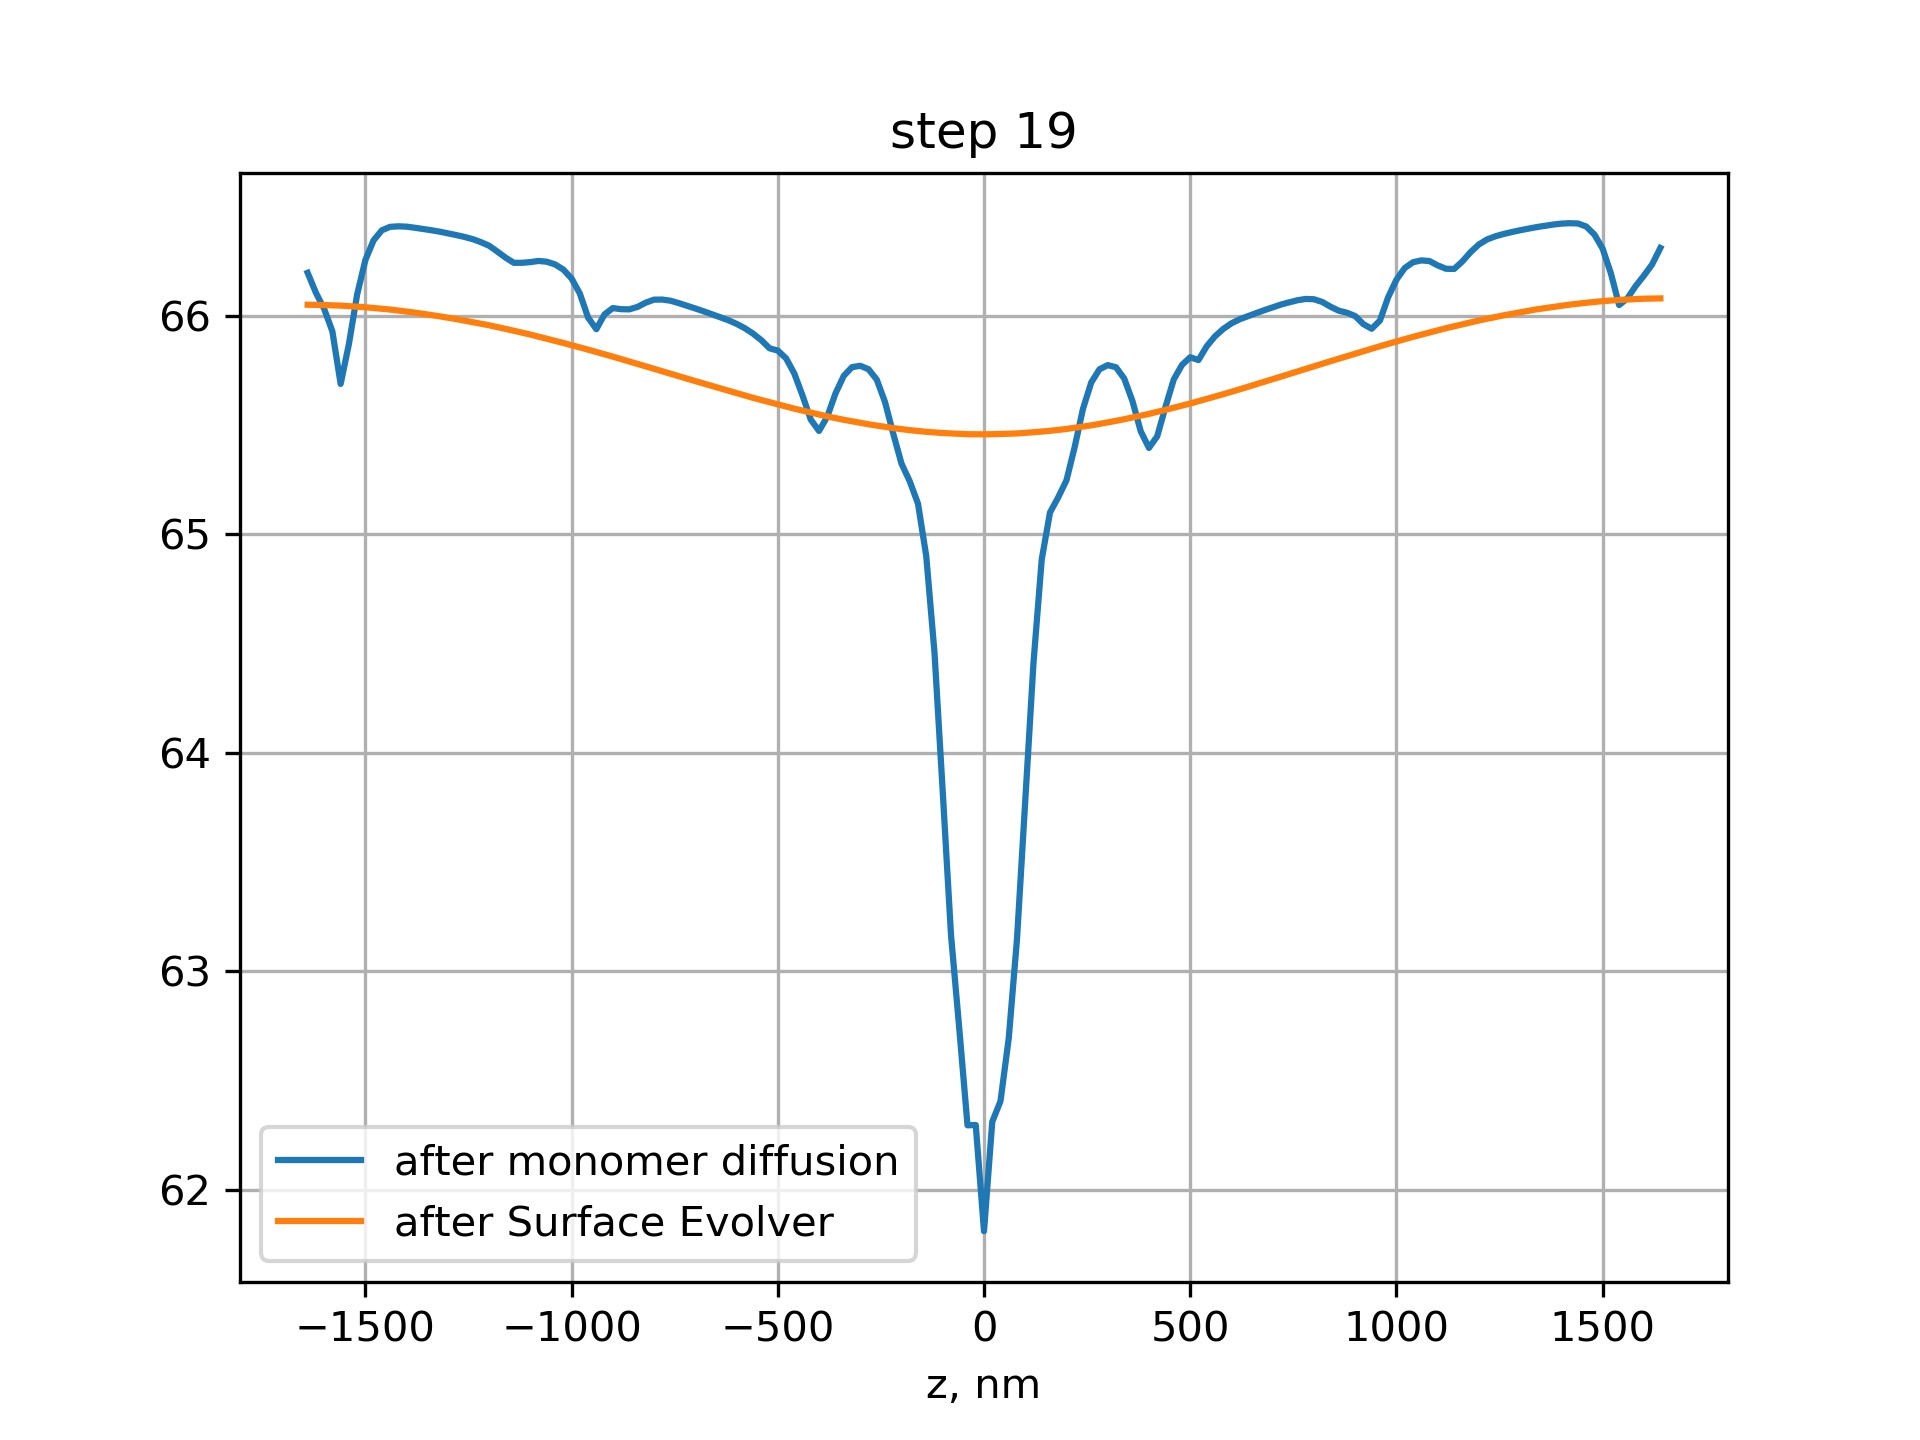 step 19
66
65
64
63
62
after monomer diffusion
after Surface Evolver
−1500 −1000 −500 0 500 1000 1500
z, nm